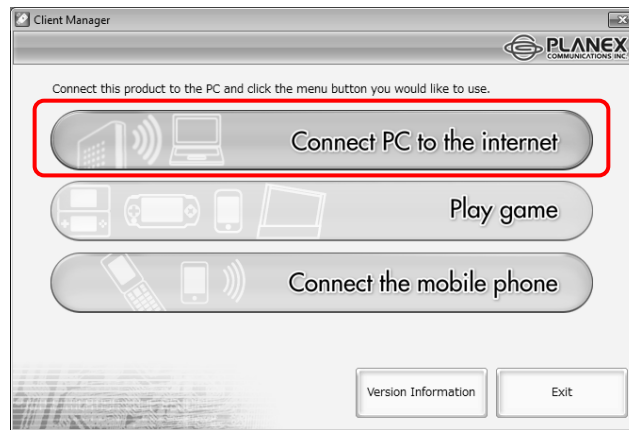 Client Manager
PLANEX
COMMUNICATIONS INC.
Connect this product to the PC and click the menu button you would like to use.
Connect PC to the internet
Play game
Connect the mobile phone
Version Information
Exit